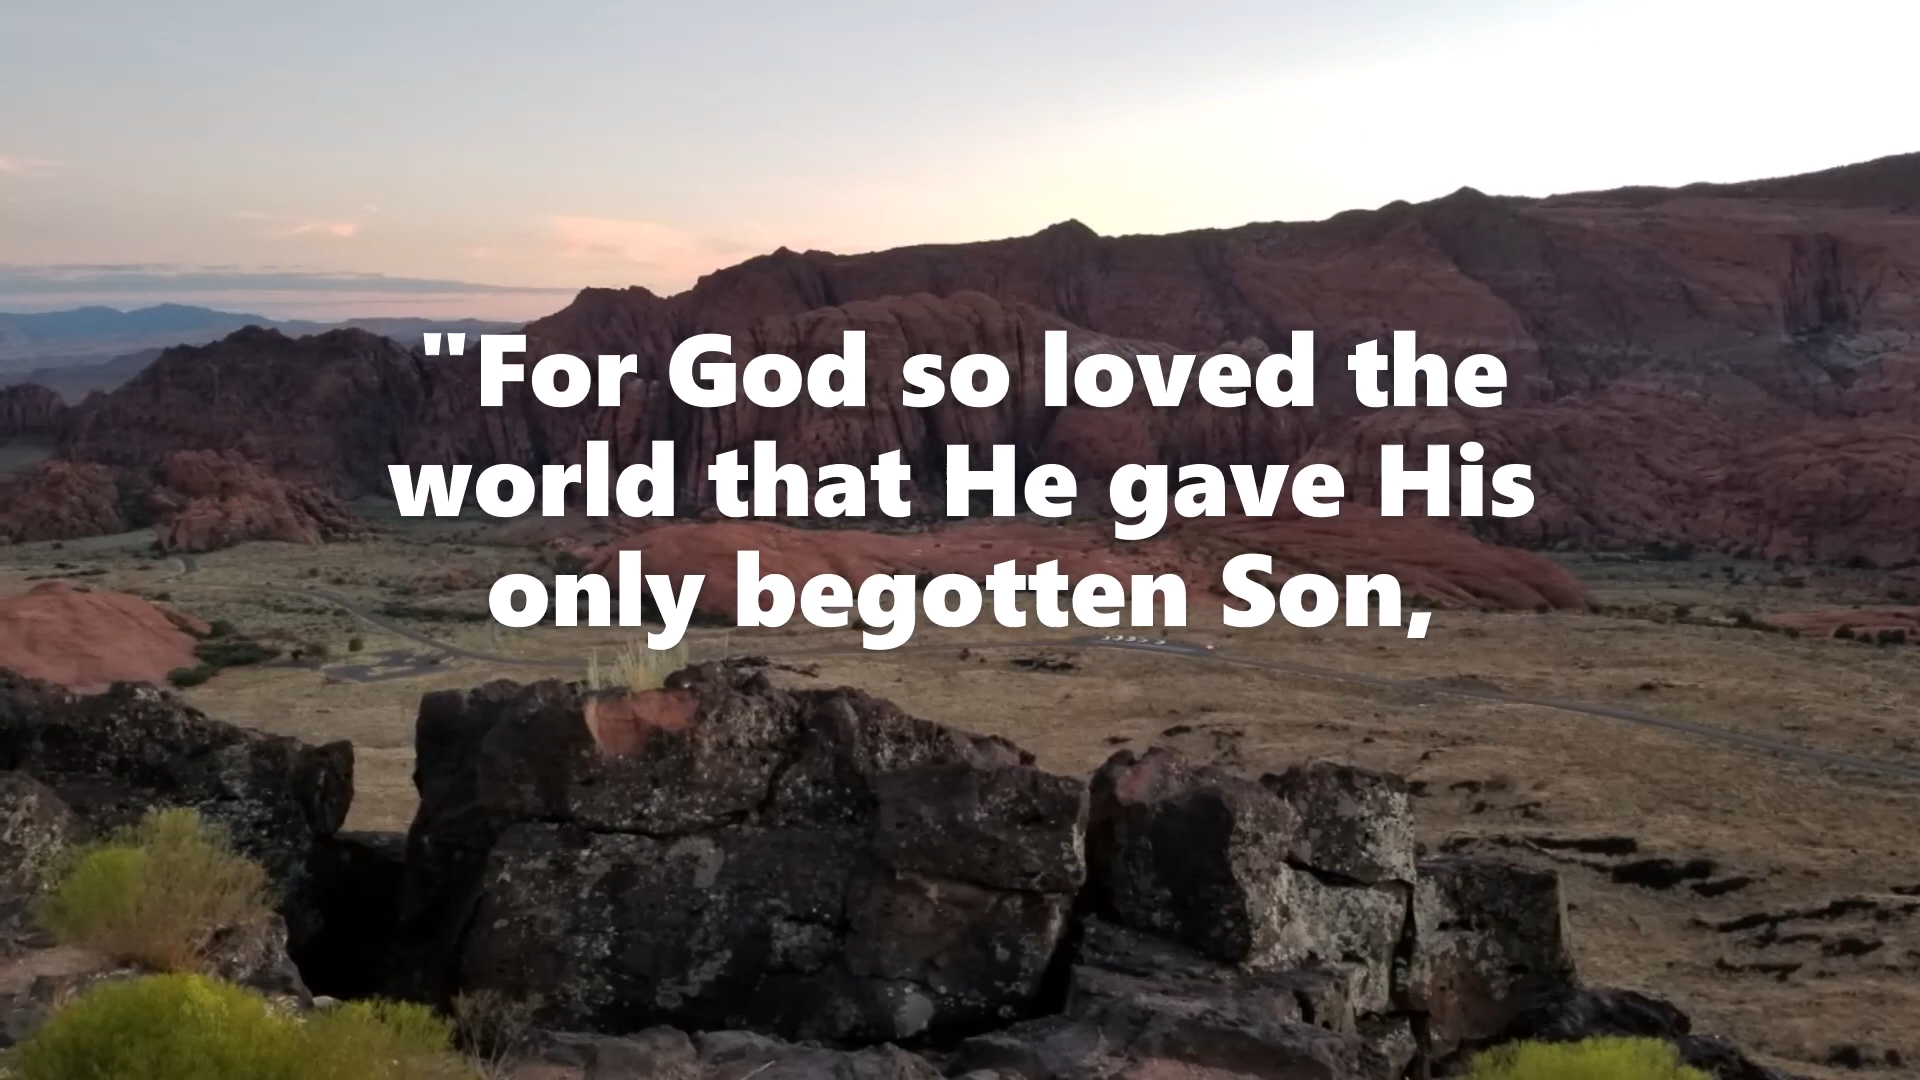 "For God so loved the
world that He gave His
only begotten Son,